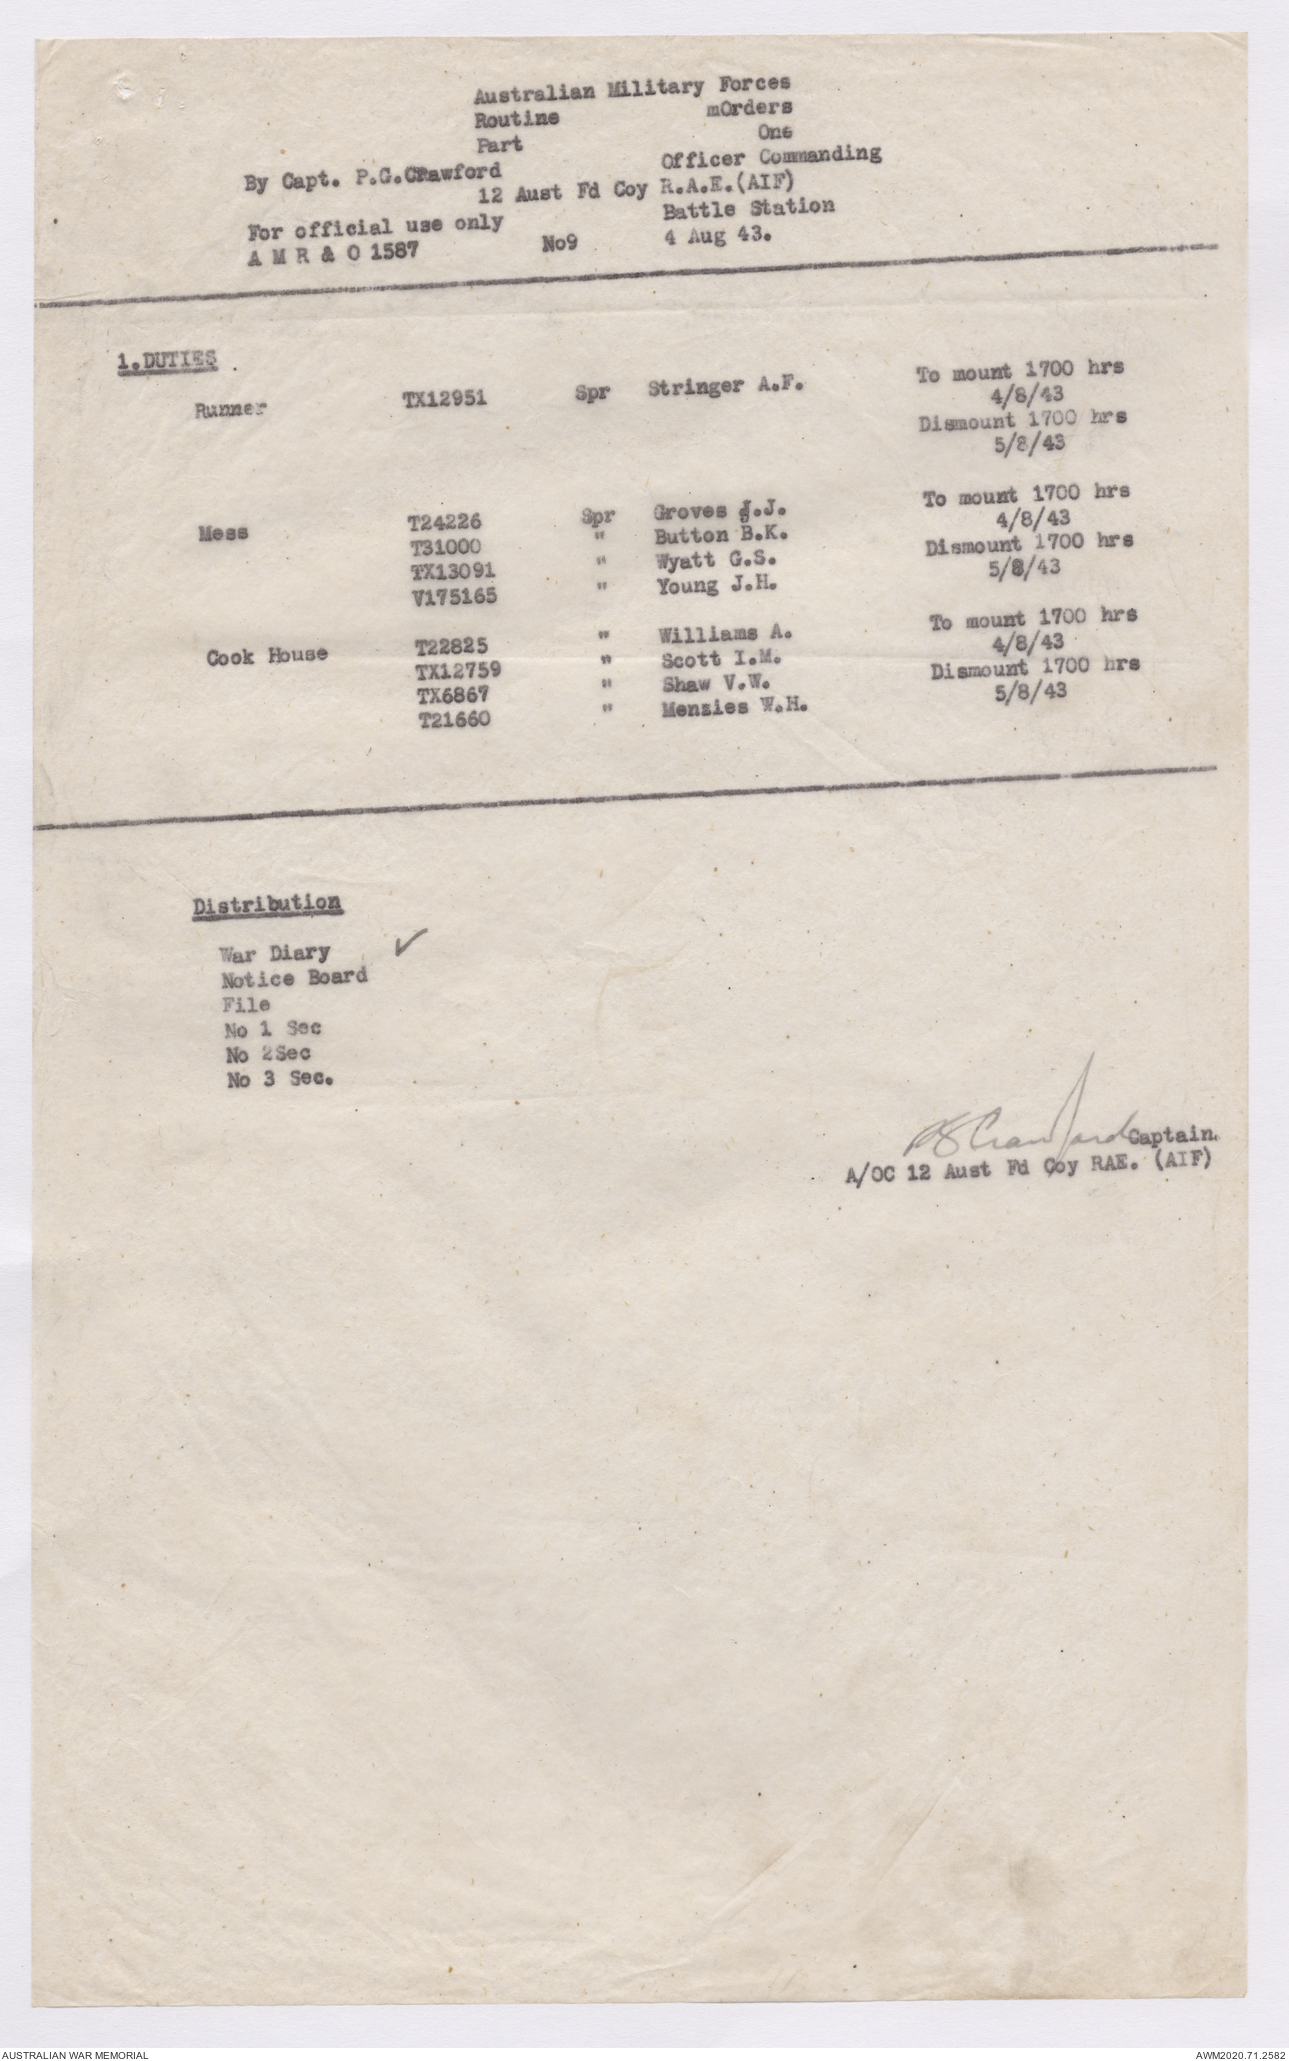 Australian Military Forces
Routine mOrders
Part One
By Capt. P.G.CRawford Officer Commanding
12 Aust Fd Coy R.A.E.(AIF)
For official use only Battle Station
A M R & O 1587 No9 4 Aug 43.
1.DUTIES
Runner TX12951 Spr Stringer A.F. To mount 1700 hrs
4/8/43
Dismount 1700 hrs
5/8/43
Mess T24226 Spr Groves J.J. To mount 1700 hrs
T31000 " Button B.K. 4/8/43
TX13091 " Wyatt G.S. Dismount 1700 hrs
V175165 " Young J.H. 5/8/43
Cook House T22825 " Williams A. To mount 1700 hrs
TX12759 " Scott I.M. 4/8/43
TX6867 " Shaw V.W. Dismount 1700 hrs
T21660 " Menzies W.H. 5/8/43
Distribution
War Diary ✓
Notice Board
File
No 1 Sec
No 2Sec
No 3 Sec.
PG Crawford Captain.
A/OC 12 Aust Fd Coy RAE. (AIF)
AUSTRALIAN WAR MEMORIAL AWM2020.71.2582